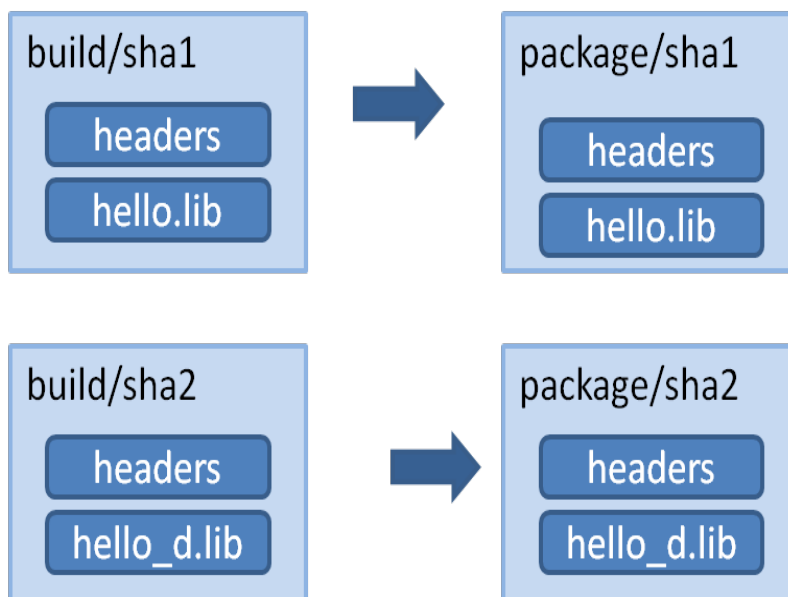 build/sha1
headers
hello.lib
package/sha1
headers
hello.lib
build/sha2
headers
hello_d.lib
package/sha2
headers
hello_d.lib